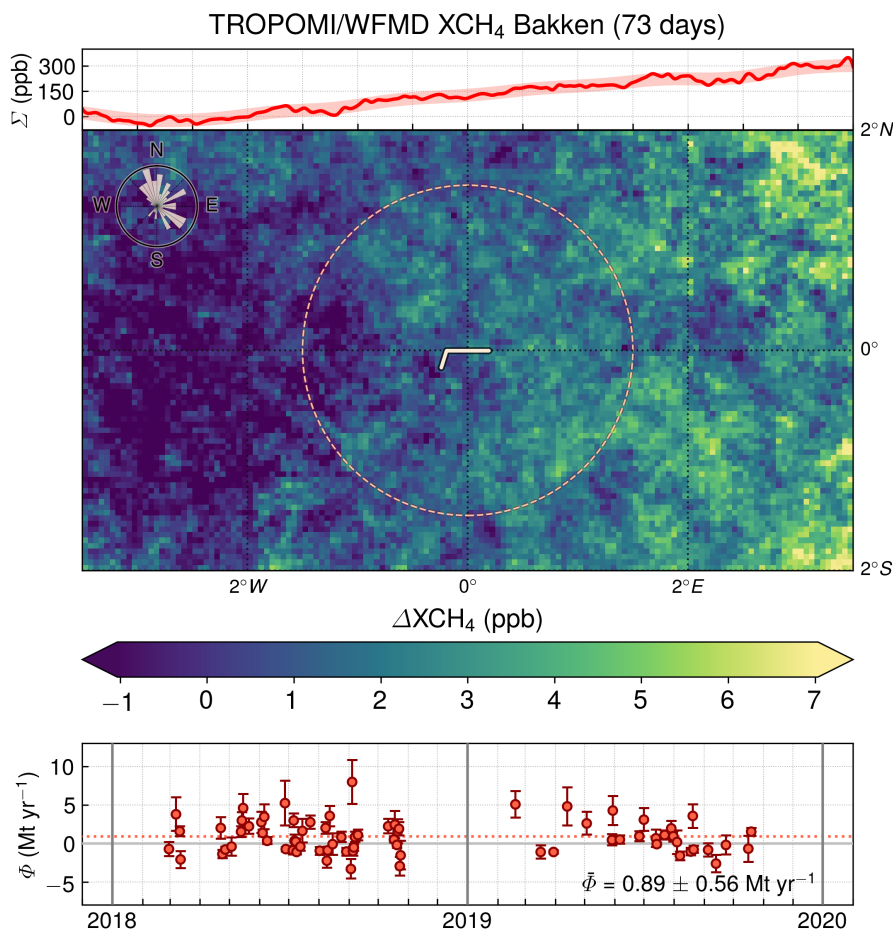 TROPOMI/WFMD XCH₄ Bakken (73 days)
Σ (ppb)
300
150
0
2°N
N
W E
S
0°
2°S
2°W 0° 2°E
ΔXCH₄ (ppb)
−1 0 1 2 3 4 5 6 7
Φ (Mt yr⁻¹)
10
5
0
−5
Φ̄ = 0.89 ± 0.56 Mt yr⁻¹
2018 2019 2020